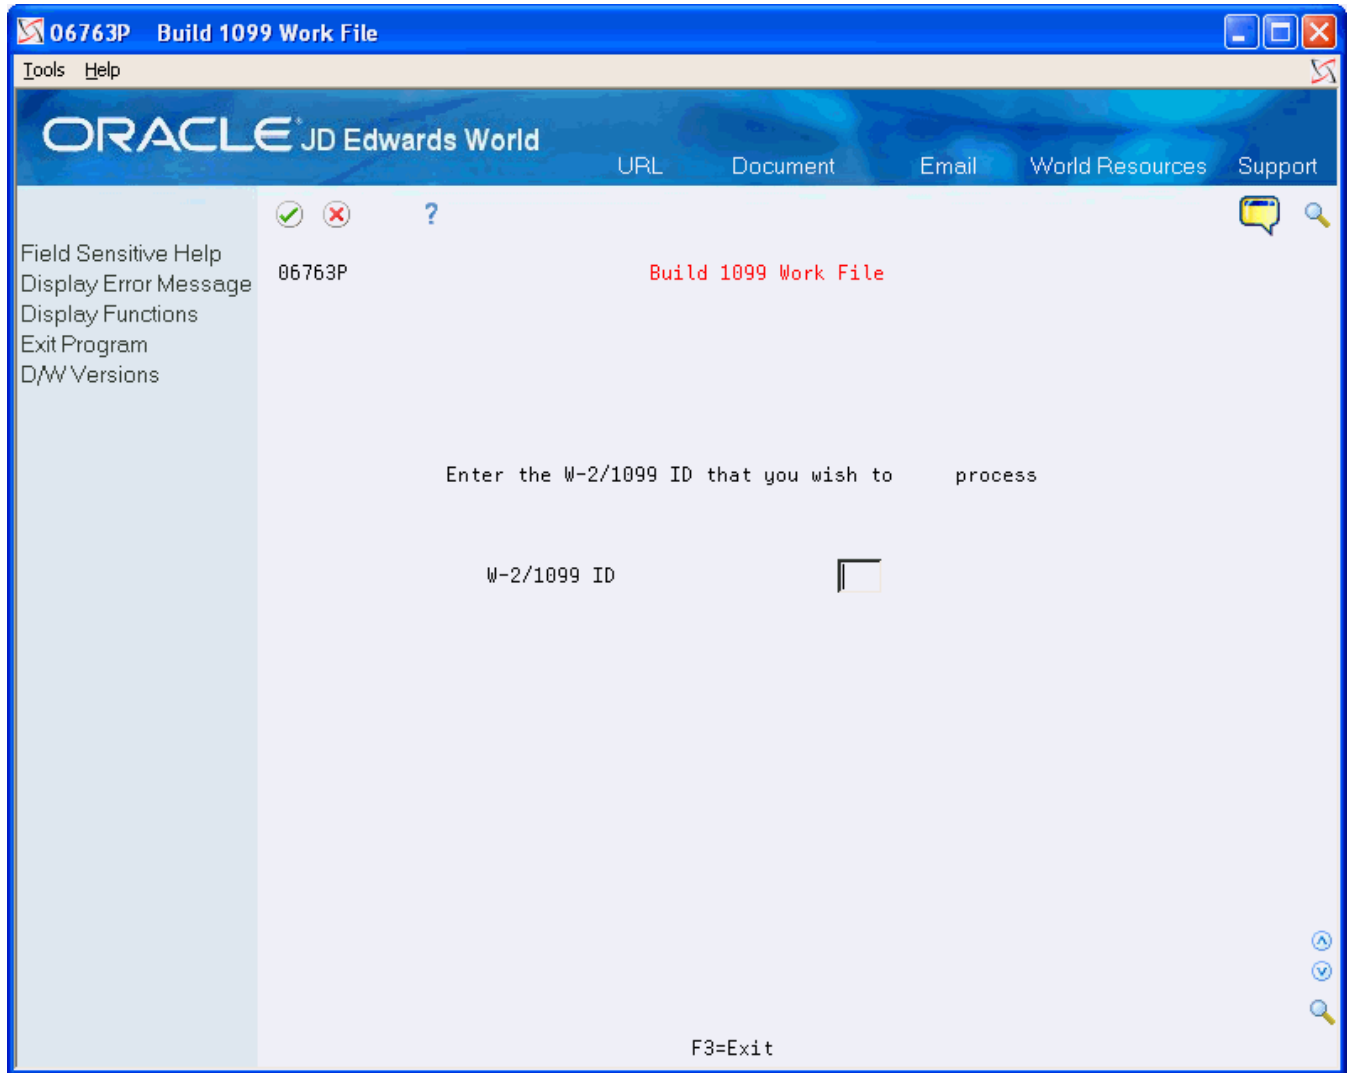 06763P Build 1099 Work File
Tools Help
ORACLE JD Edwards World
URL Document Email World Resources Support
?
Field Sensitive Help
Display Error Message
Display Functions
Exit Program
D/W Versions
06763P Build 1099 Work File
Enter the W-2/1099 ID that you wish to process
W-2/1099 ID
F3=Exit